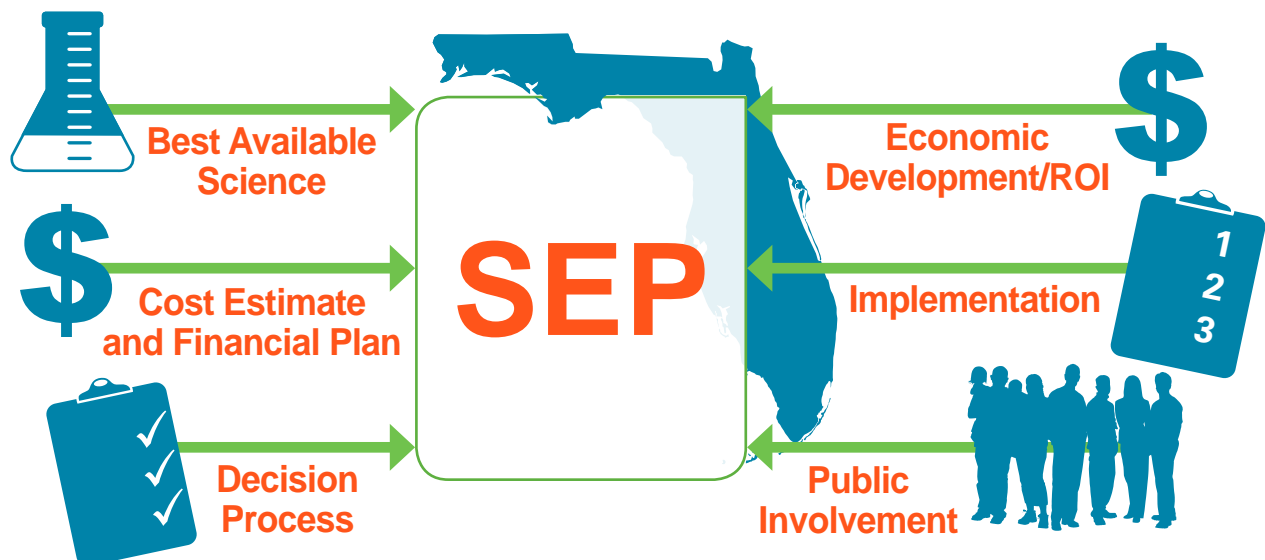 Best Available
Science
Cost Estimate
and Financial Plan
Decision
Process
SEP
$
Economic
Development/ROI
$
Implementation
1
2
3
Public
Involvement